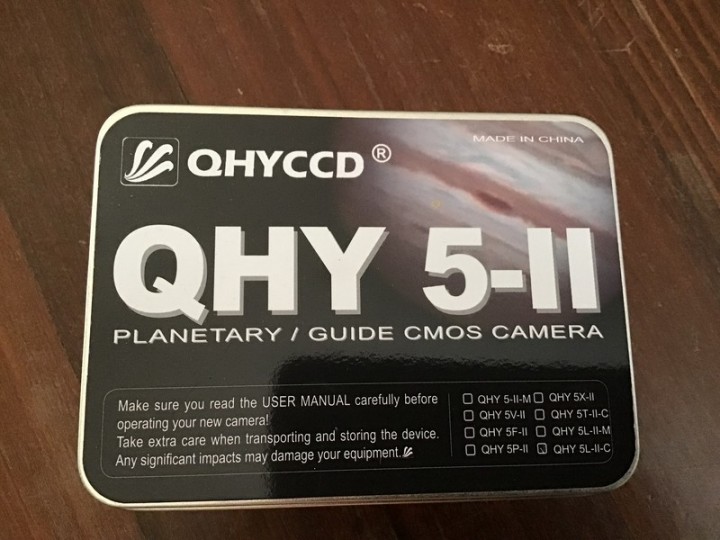 MADE IN CHINA
QHYCCD®
QHY 5-II
PLANETARY / GUIDE CMOS CAMERA
Make sure you read the USER MANUAL carefully before
operating your new camera!
Take extra care when transporting and storing the device.
Any significant impacts may damage your equipment.
QHY 5-II-M QHY 5X-II
QHY 5V-II QHY 5T-II-C
QHY 5F-II QHY 5L-II-M
QHY 5P-II QHY 5L-II-C